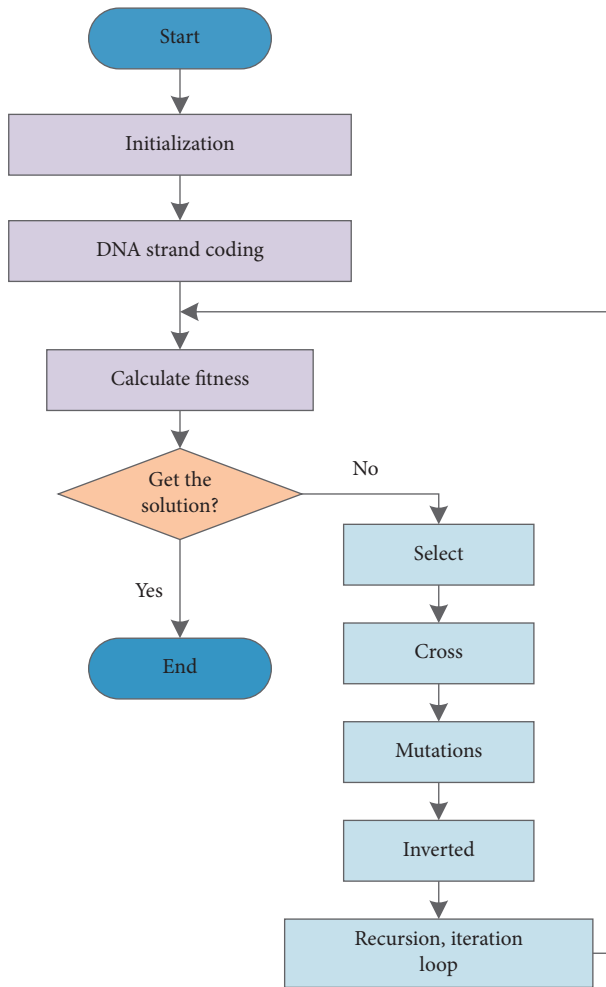 Start
Initialization
DNA strand coding
Calculate fitness
Get the
solution?
No
Yes
End
Select
Cross
Mutations
Inverted
Recursion, iteration
loop